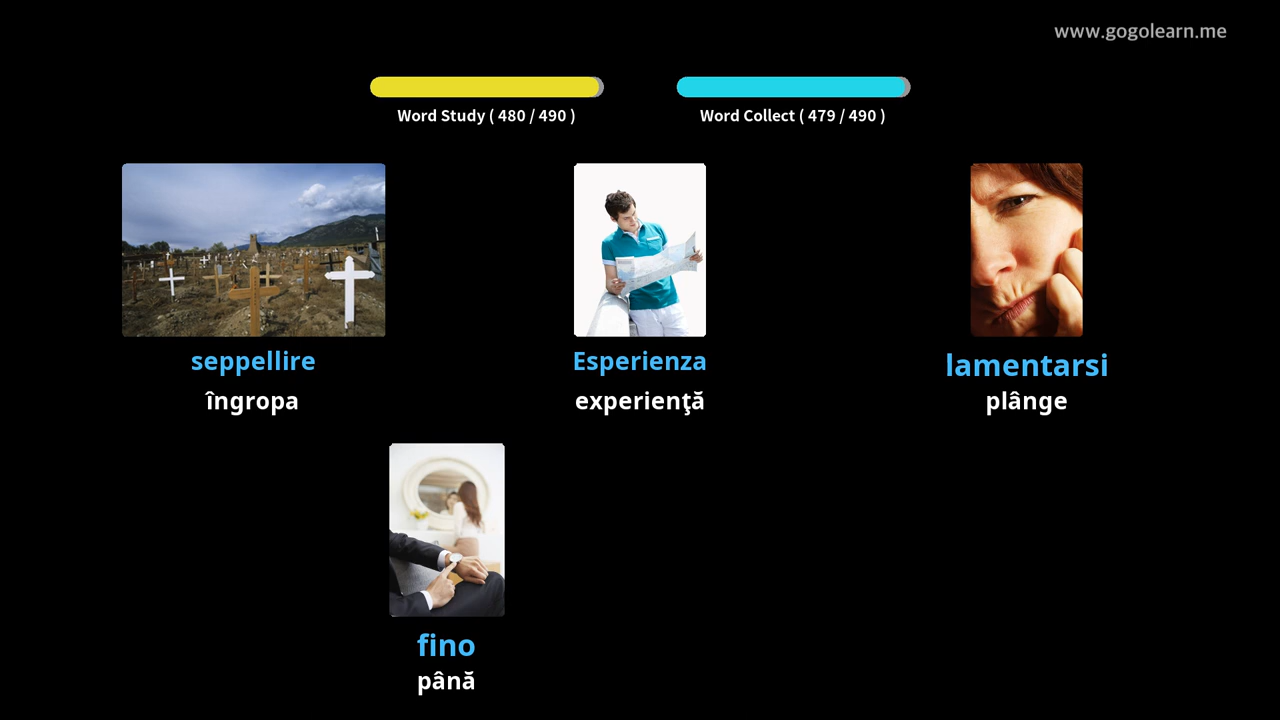 www.gogolearn.me
Word Study ( 480 / 490 )
Word Collect ( 479 / 490 )
seppellire
îngropa
Esperienza
experienţă
lamentarsi
plânge
fino
până